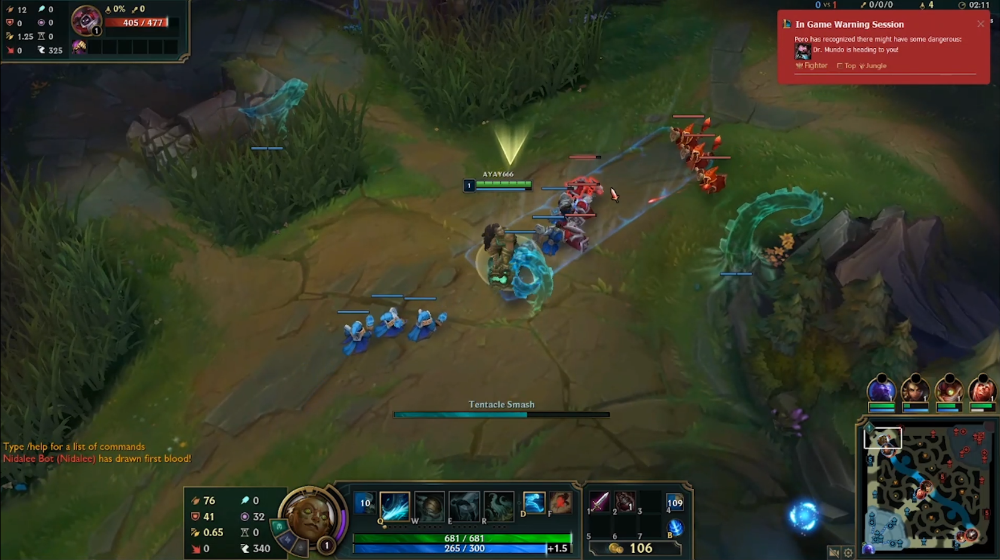 12 0
0 0
1.25 0
0 325
0% 0
405 / 477
1
0 vs 1 0/0/0 4 02:11
In Game Warning Session
Poro has recognized there might have some dangerous:
Dr. Mundo is heading to you!
Fighter Top Jungle
AYAY666
1
Tentacle Smash
Type /help for a list of commands
Nidalee Bot (Nidalee) has drawn first blood!
76 0
41 32
0.65 0
0 340
1
10
Q W E R D F
681 / 681
265 / 300 +1.5
1 2 3 4
1
109
5 6 7 B
106